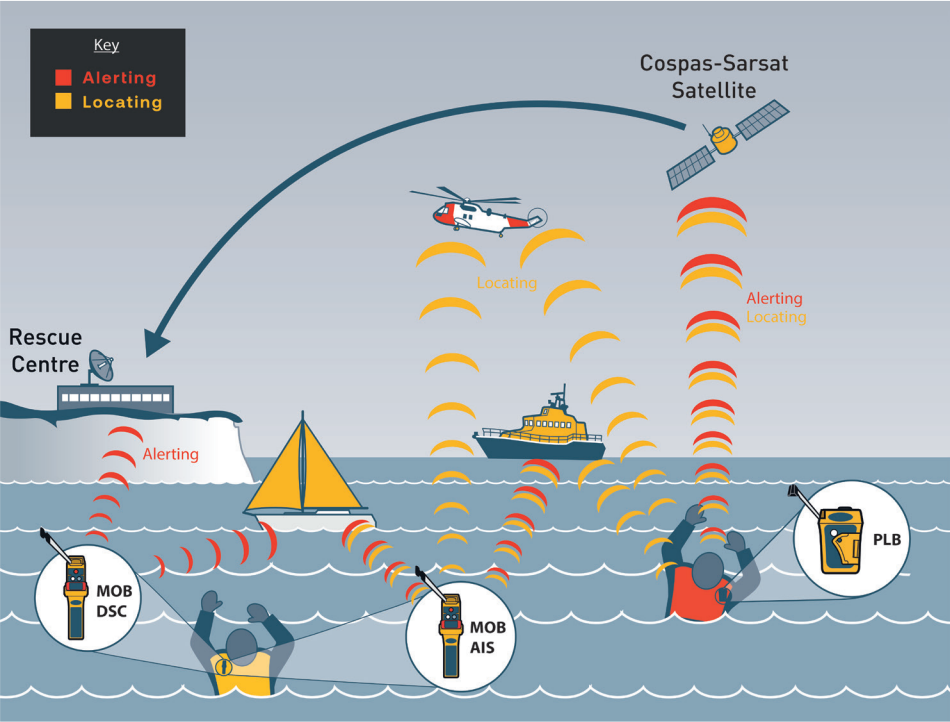 Key
Alerting
Locating
Cospas-Sarsat
Satellite
Locating
Alerting
Locating
Rescue
Centre
Alerting
PLB
MOB
DSC
MOB
AIS